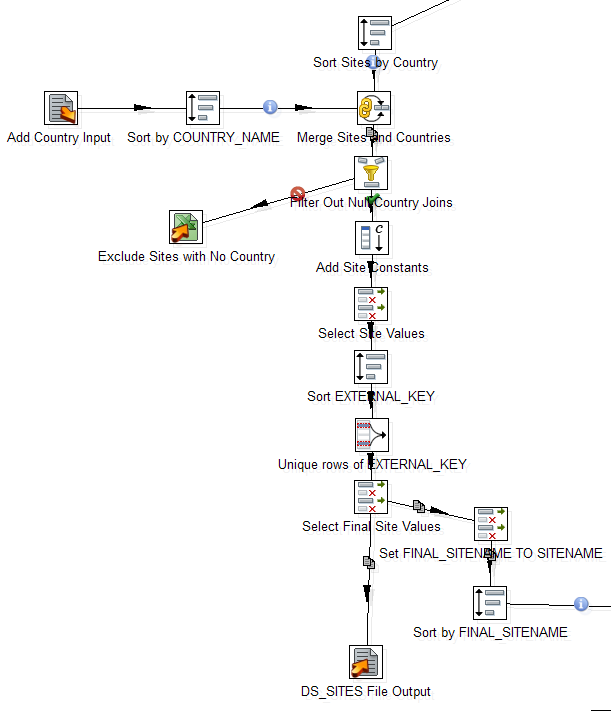 Sort Sites by Country
Add Country Input
Sort by COUNTRY_NAME
Merge Sites and Countries
Filter Out Null Country Joins
Exclude Sites with No Country
C
Add Site Constants
Select Site Values
Sort EXTERNAL_KEY
Unique rows of EXTERNAL_KEY
Select Final Site Values
Set FINAL_SITENAME TO SITENAME
Sort by FINAL_SITENAME
DS_SITES File Output